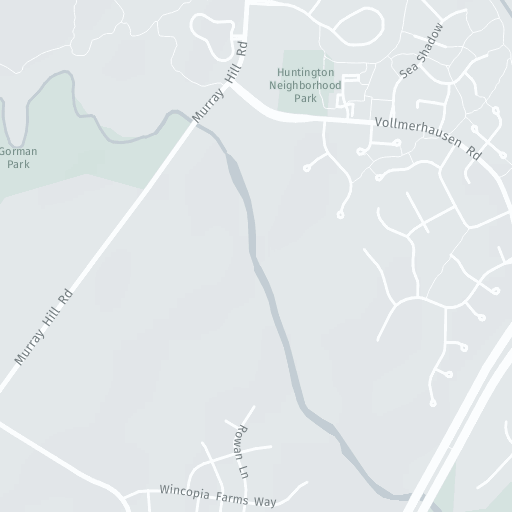 Sea Shadow
Murray Hill Rd
Huntington
Neighborhood
Park
Vollmerhausen Rd
Gorman
Park
Murray Hill Rd
Rowan Ln
Wincopia Farms Way